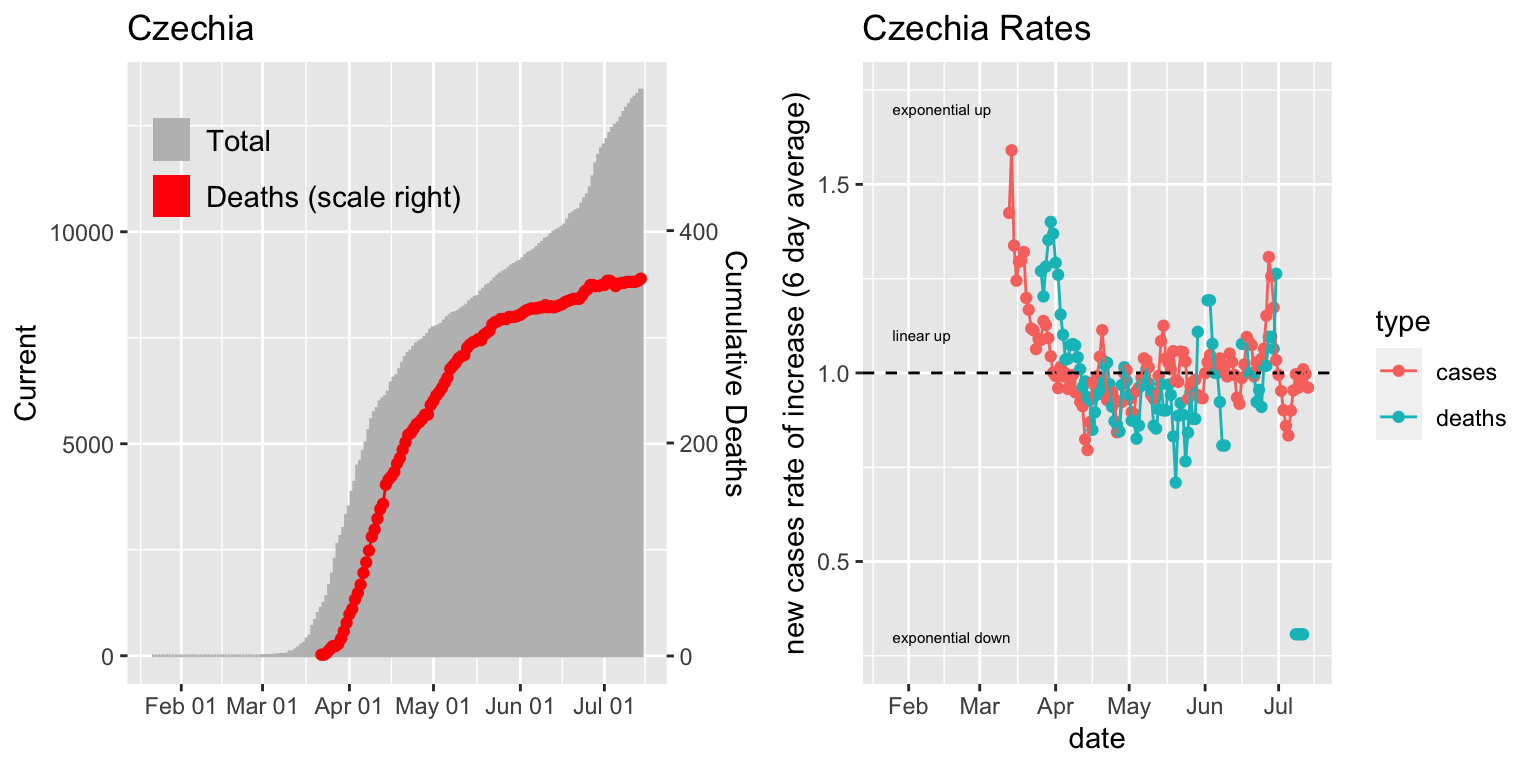 Czechia
Total
Deaths (scale right)
Current
10000
5000
0
400
200
0
Cumulative Deaths
Feb 01
Mar 01
Apr 01
May 01
Jun 01
Jul 01
Czechia Rates
new cases rate of increase (6 day average)
1.5
1.0
0.5
exponential up
linear up
exponential down
Feb
Mar
Apr
May
Jun
Jul
date
type
cases
deaths